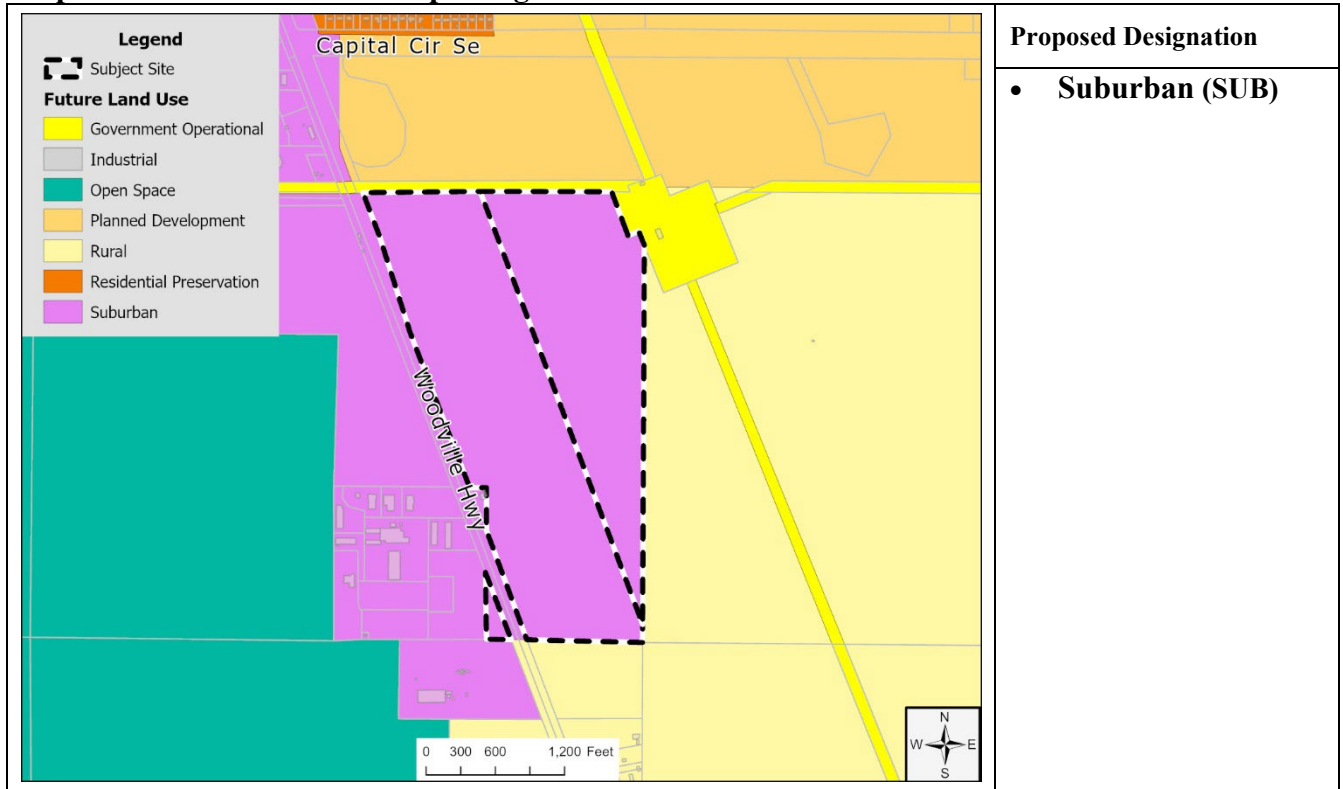 Legend
Subject Site
Future Land Use
Government Operational
Industrial
Open Space
Planned Development
Rural
Residential Preservation
Suburban
Capital Cir Se
Woodville Hwy
0 300 600 1,200 Feet
N
W E
S
Proposed Designation
• Suburban (SUB)